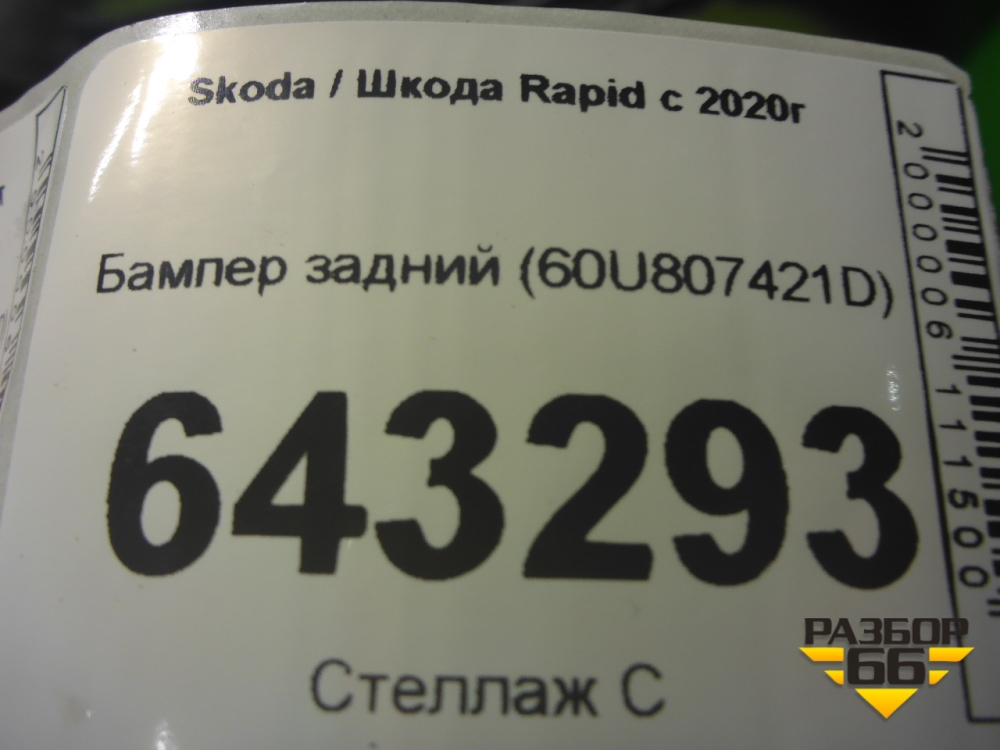 Skoda / Шкода Rapid с 2020г
Бампер задний (60U807421D)
643293
Стеллаж С
2000006111500
РАЗБОР
66